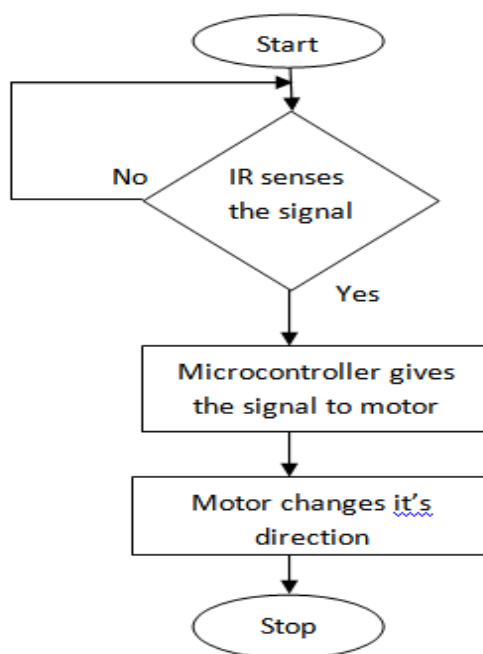 Start
No
IR senses
the signal
Yes
Microcontroller gives
the signal to motor
Motor changes it's
direction
Stop